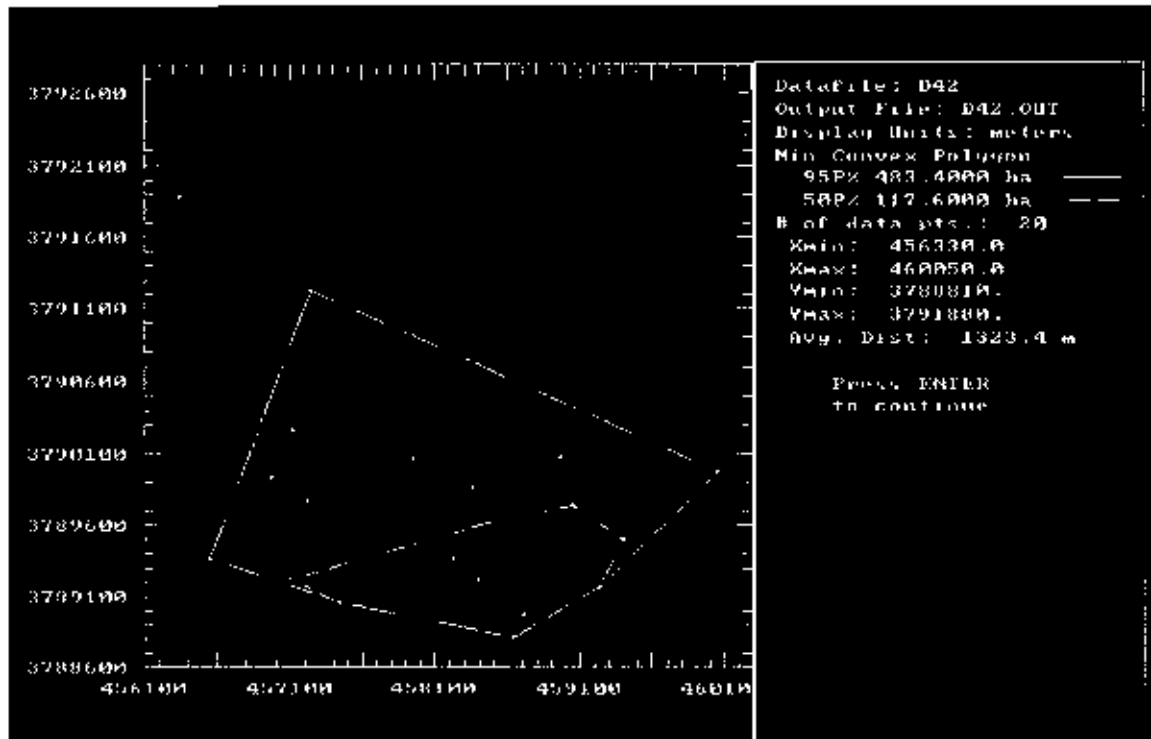 3792600
3792100
3791600
3791100
3790600
3790100
3789600
3789100
3788600
456100 457100 458100 459100 46010
Datafile: D42
Output File: D42.OUT
Display Units: meters
Min Convex Polygon
95P% 483.4000 ha
50P% 117.6000 ha
# of data pts.: 20
Xmin: 456330.0
Xmax: 460050.0
Ymin: 3788810.
Ymax: 3791880.
Avg. Dist: 1323.4 m
Press ENTER
to continue